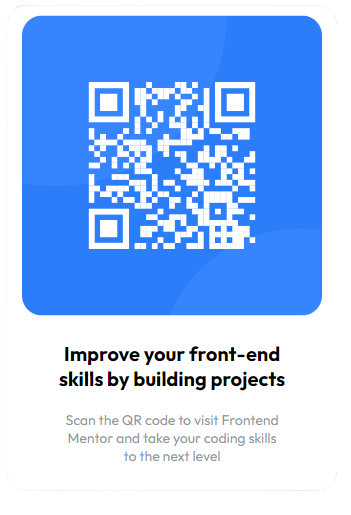 Improve your front-end
skills by building projects
Scan the QR code to visit Frontend
Mentor and take your coding skills
to the next level